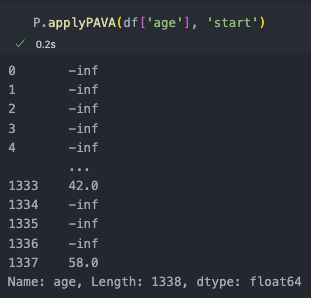 P.applyPAVA(df['age'], 'start')
✓ 0.2s
0 -inf
1 -inf
2 -inf
3 -inf
4 -inf
...
1333 42.0
1334 -inf
1335 -inf
1336 -inf
1337 58.0
Name: age, Length: 1338, dtype: float64